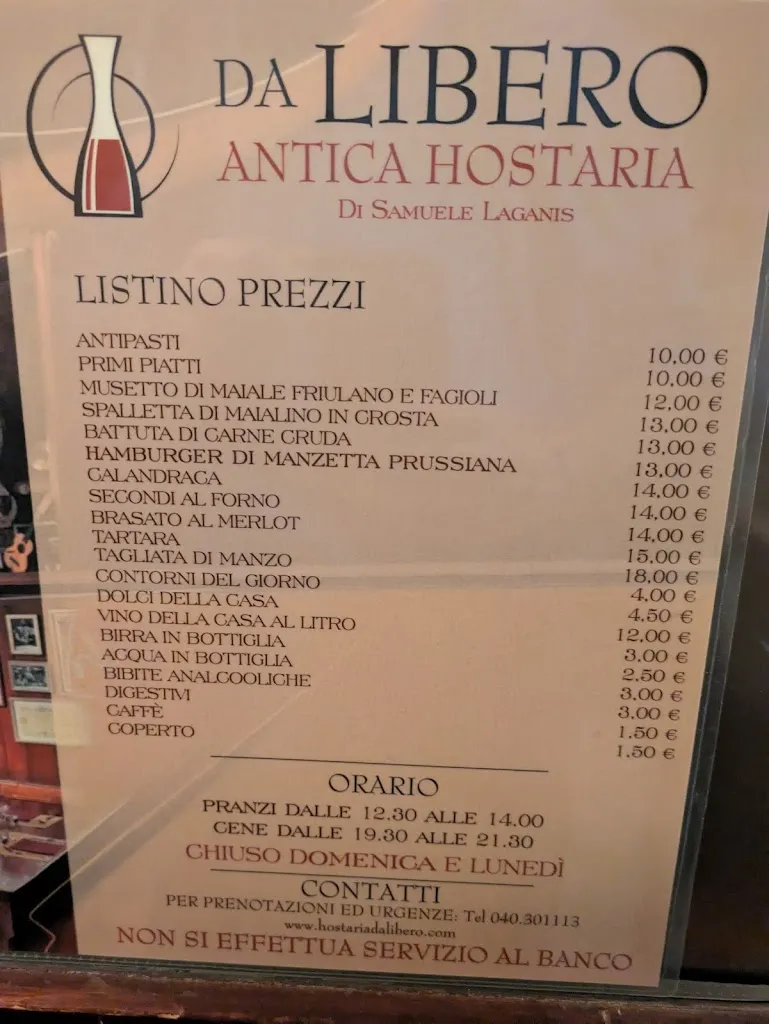 DA LIBERO
ANTICA HOSTARIA
DI SAMUELE LAGANIS
LISTINO PREZZI
ANTIPASTI 10,00 €
PRIMI PIATTI 10,00 €
MUSETTO DI MAIALE FRIULANO E FAGIOLI 12,00 €
SPALLETTA DI MAIALINO IN CROSTA 13,00 €
BATTUTA DI CARNE CRUDA 13,00 €
HAMBURGER DI MANZETTA PRUSSIANA 13,00 €
CALANDRACA 14,00 €
SECONDI AL FORNO 14,00 €
BRASATO AL MERLOT 14,00 €
TARTARA 15,00 €
TAGLIATA DI MANZO 18,00 €
CONTORNI DEL GIORNO 4,00 €
DOLCI DELLA CASA 4,50 €
VINO DELLA CASA AL LITRO 12,00 €
BIRRA IN BOTTIGLIA 3,00 €
ACQUA IN BOTTIGLIA 2,50 €
BIBITE ANALCOOLICHE 3,00 €
DIGESTIVI 3,00 €
CAFFÈ 1,50 €
COPERTO 1,50 €
ORARIO
PRANZI DALLE 12.30 ALLE 14.00
CENE DALLE 19.30 ALLE 21.30
CHIUSO DOMENICA E LUNEDÌ
CONTATTI
PER PRENOTAZIONI ED URGENZE: Tel 040.301113
www.hostariadalibero.com
NON SI EFFETTUA SERVIZIO AL BANCO